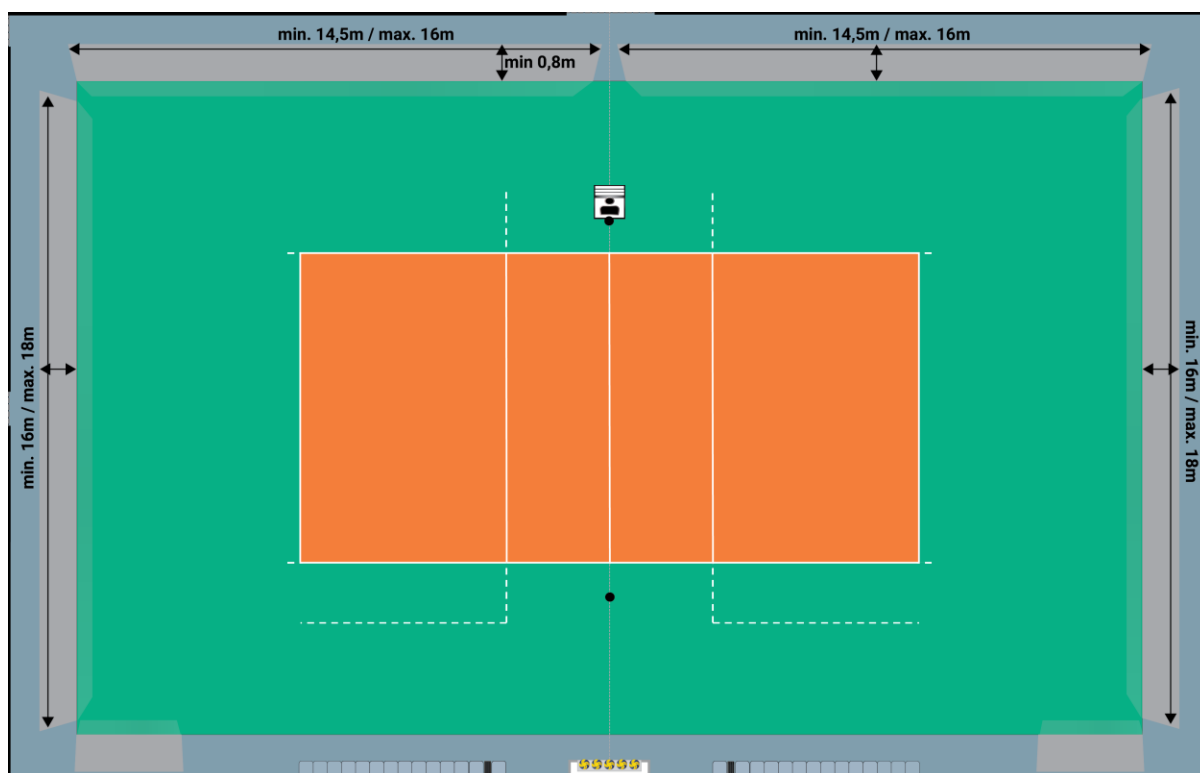 min. 14,5m / max. 16m
min. 14,5m / max. 16m
min 0,8m
min. 16m / max. 18m
min. 16m / max. 18m